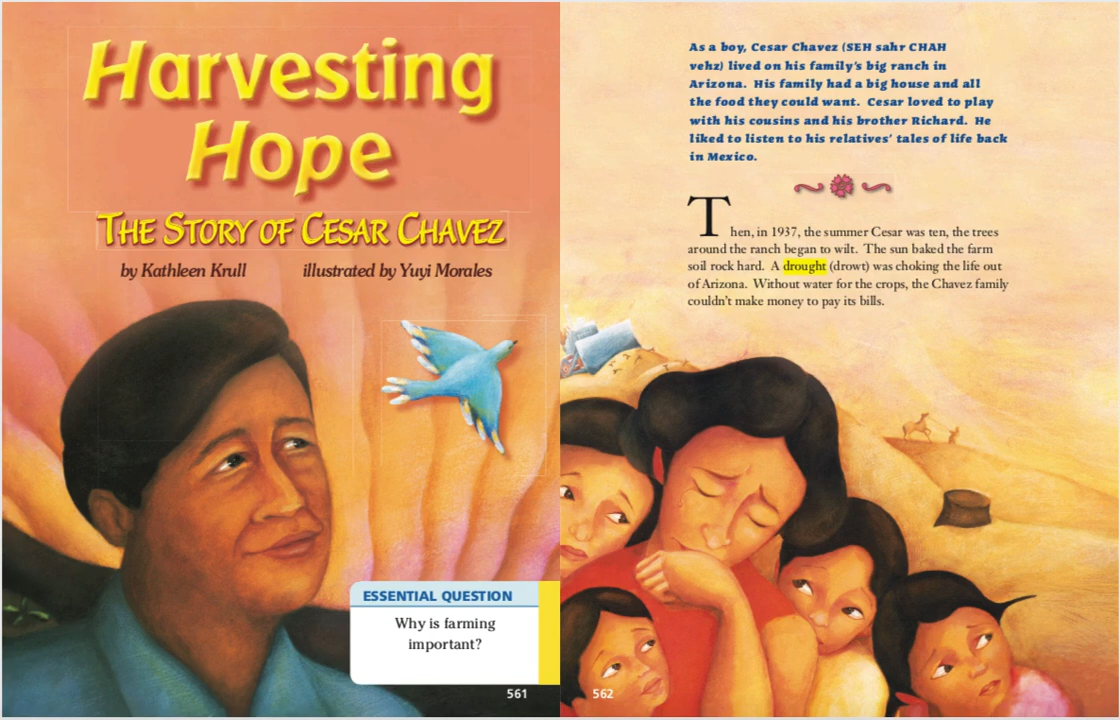 Harvesting
Hope
THE STORY OF CESAR CHAVEZ
by Kathleen Krull illustrated by Yuyi Morales
ESSENTIAL QUESTION
Why is farming
important?
561
As a boy, Cesar Chavez (SEH sahr CHAH
vehz) lived on his family's big ranch in
Arizona. His family had a big house and all
the food they could want. Cesar loved to play
with his cousins and his brother Richard. He
liked to listen to his relatives' tales of life back
in Mexico.
Then, in 1937, the summer Cesar was ten, the trees
around the ranch began to wilt. The sun baked the farm
soil rock hard. A drought (drowt) was choking the life out
of Arizona. Without water for the crops, the Chavez family
couldn't make money to pay its bills.
562